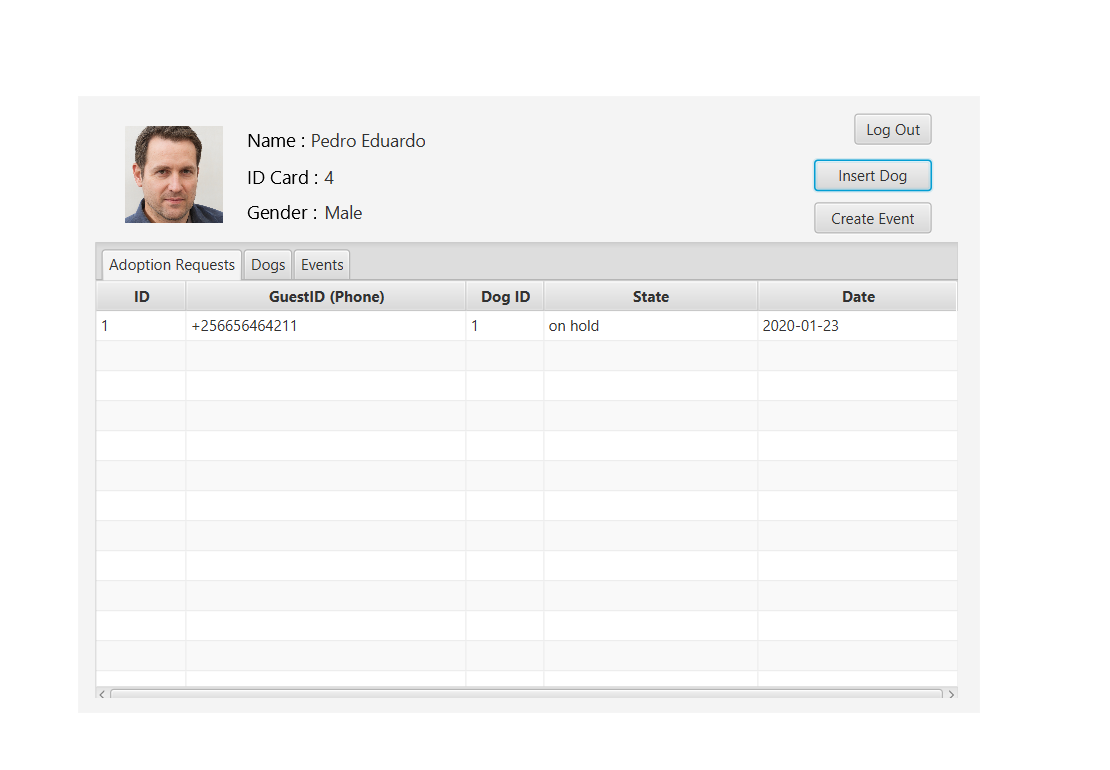 Name : Pedro Eduardo
ID Card : 4
Gender : Male
Log Out
Insert Dog
Create Event
Adoption Requests Dogs Events
ID GuestID (Phone) Dog ID State Date
1 +256656464211 1 on hold 2020-01-23